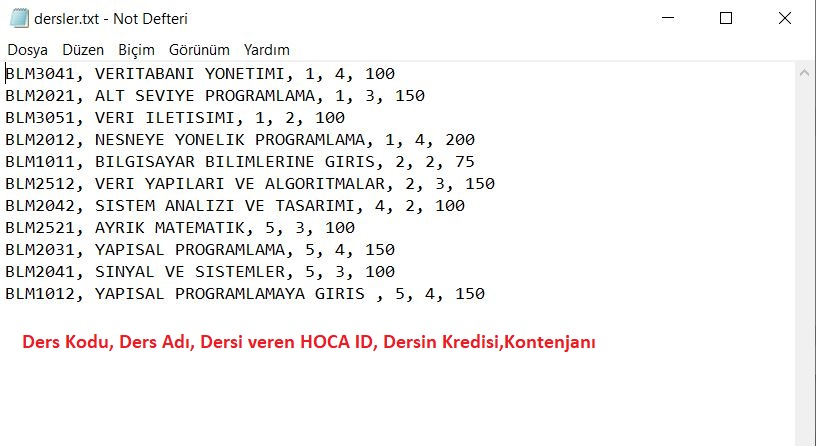 dersler.txt - Not Defteri
Dosya Düzen Biçim Görünüm Yardım
BLM3041, VERITABANI YONETIMI, 1, 4, 100
BLM2021, ALT SEVIYE PROGRAMLAMA, 1, 3, 150
BLM3051, VERI ILETISIMI, 1, 2, 100
BLM2012, NESNEYE YONELIK PROGRAMLAMA, 1, 4, 200
BLM1011, BILGISAYAR BILIMLERINE GIRIS, 2, 2, 75
BLM2512, VERI YAPILARI VE ALGORITMALAR, 2, 3, 150
BLM2042, SISTEM ANALIZI VE TASARIMI, 4, 2, 100
BLM2521, AYRIK MATEMATIK, 5, 3, 100
BLM2031, YAPISAL PROGRAMLAMA, 5, 4, 150
BLM2041, SINYAL VE SISTEMLER, 5, 3, 100
BLM1012, YAPISAL PROGRAMLAMAYA GIRIS , 5, 4, 150
Ders Kodu, Ders Adı, Dersi veren HOCA ID, Dersin Kredisi,Kontenjanı